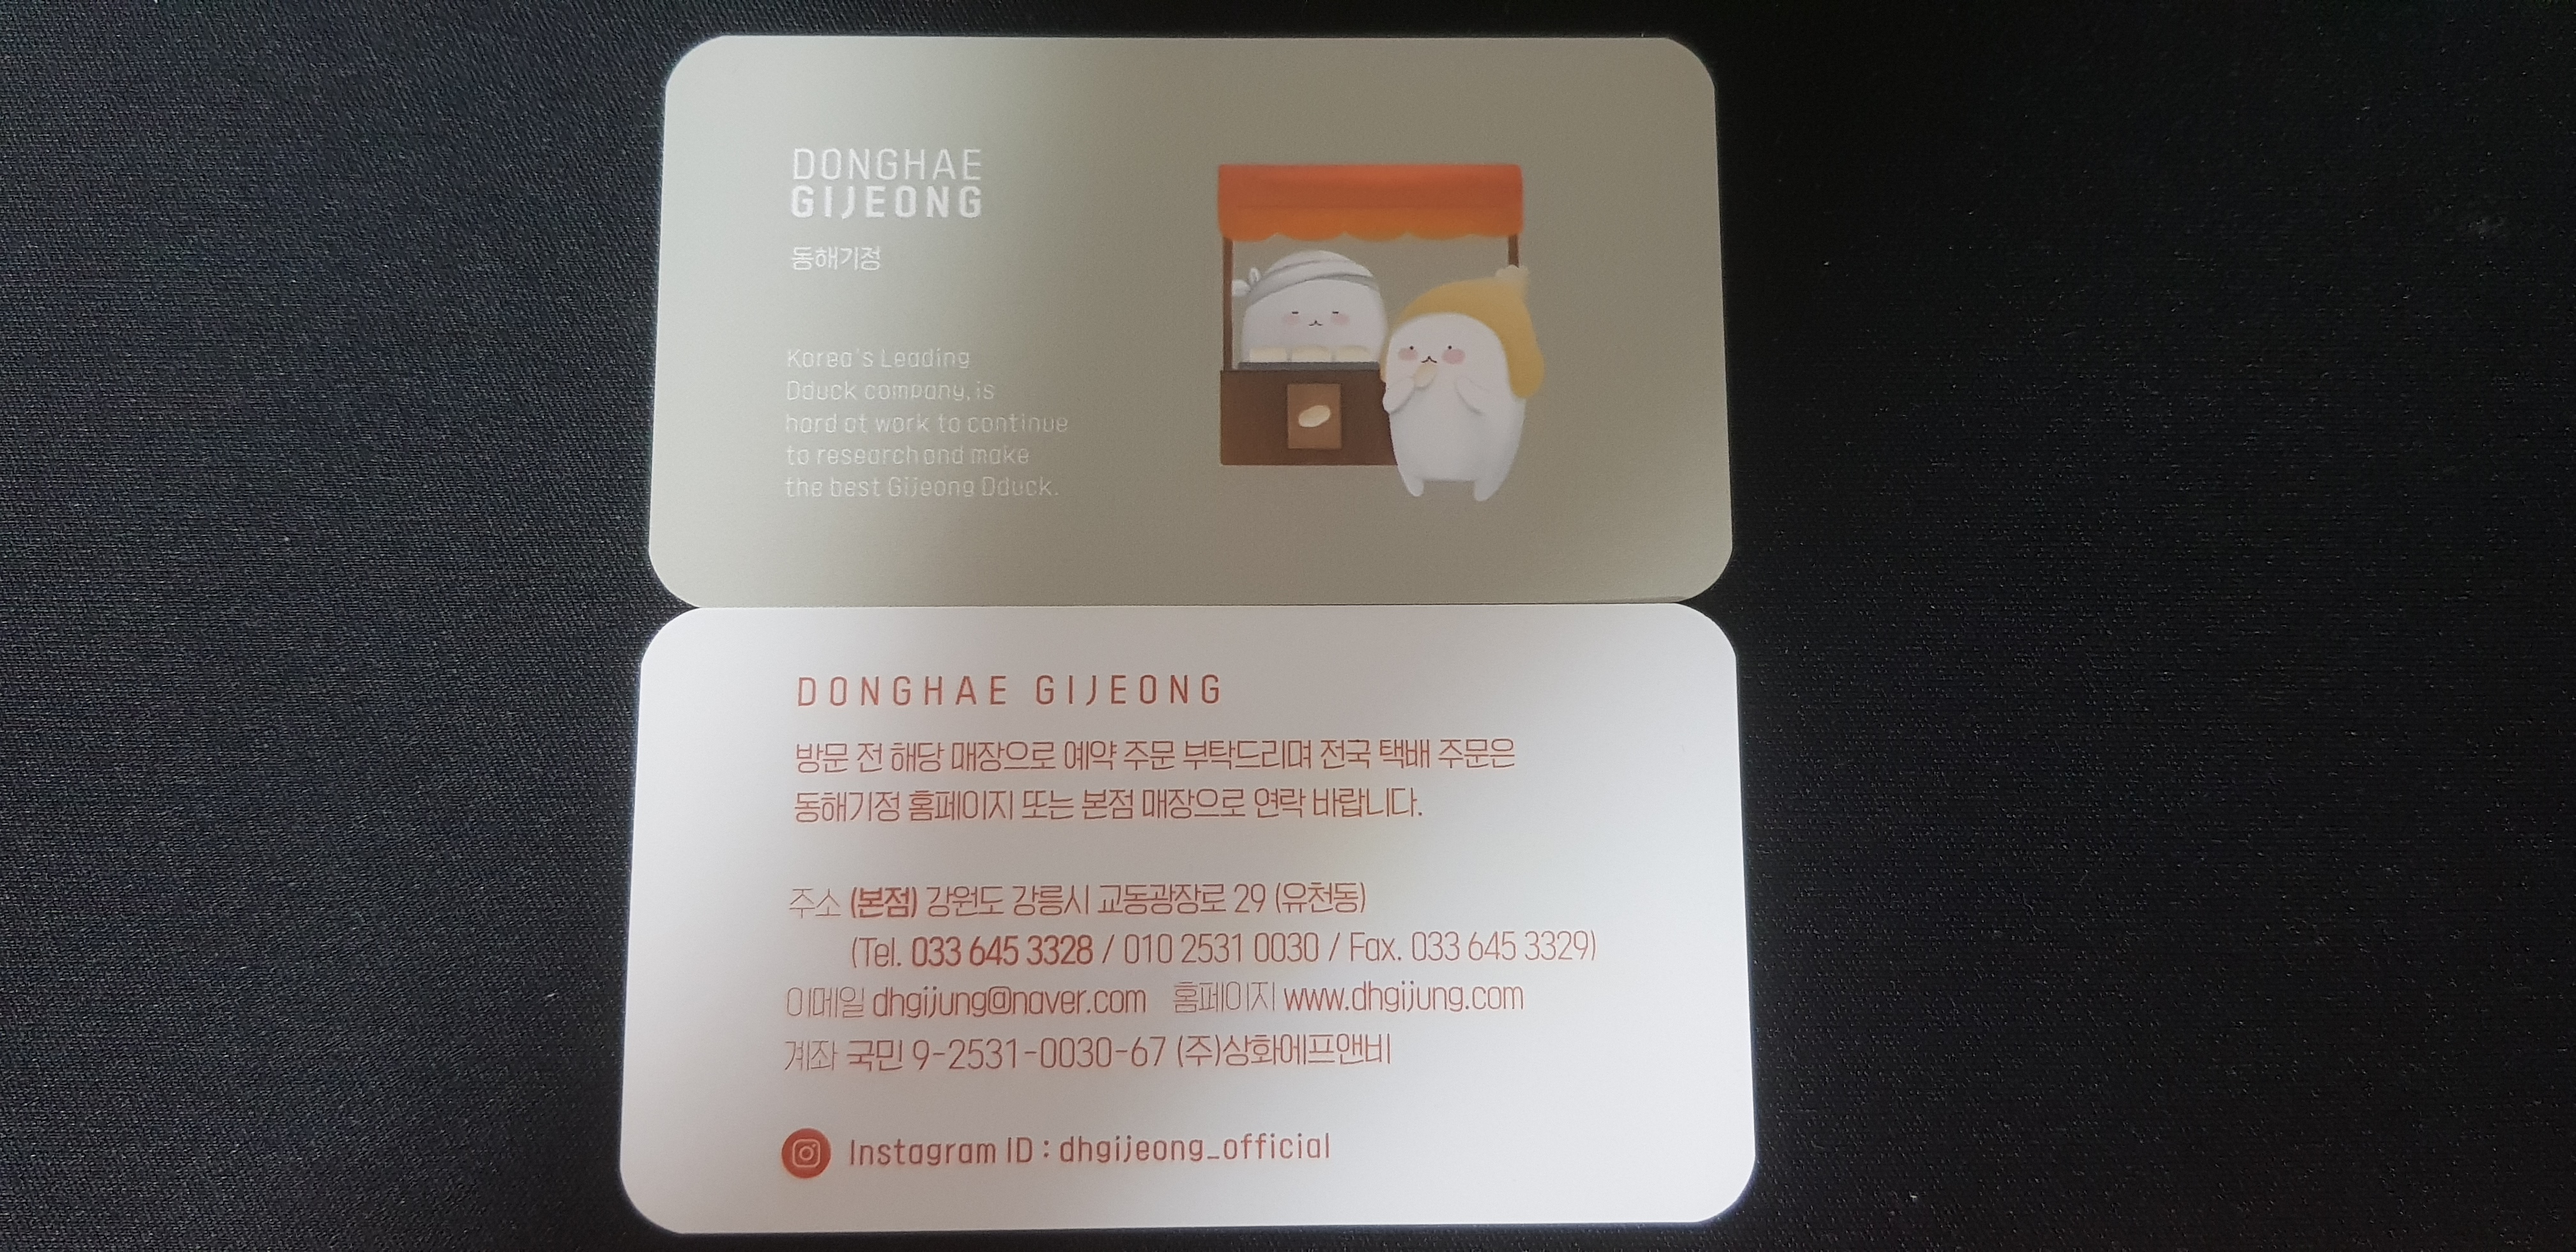 DONGHAE
GIJEONG
동해기정
Korea's Leading
Dduck company, is
hard at work to continue
to research and make
the best Gijeong Dduck.
DONGHAE GIJEONG
방문 전 해당 매장으로 예약 주문 부탁드리며 전국 택배 주문은
동해기정 홈페이지 또는 본점 매장으로 연락 바랍니다.
주소 (본점) 강원도 강릉시 교동광장로 29 (유천동)
(Tel. 033 645 3328 / 010 2531 0030 / Fax. 033 645 3329)
이메일 dhgijung@naver.com 홈페이지 www.dhgijung.com
계좌 국민 9-2531-0030-67 (주)상화에프앤비
Instagram ID : dhgijeong_official